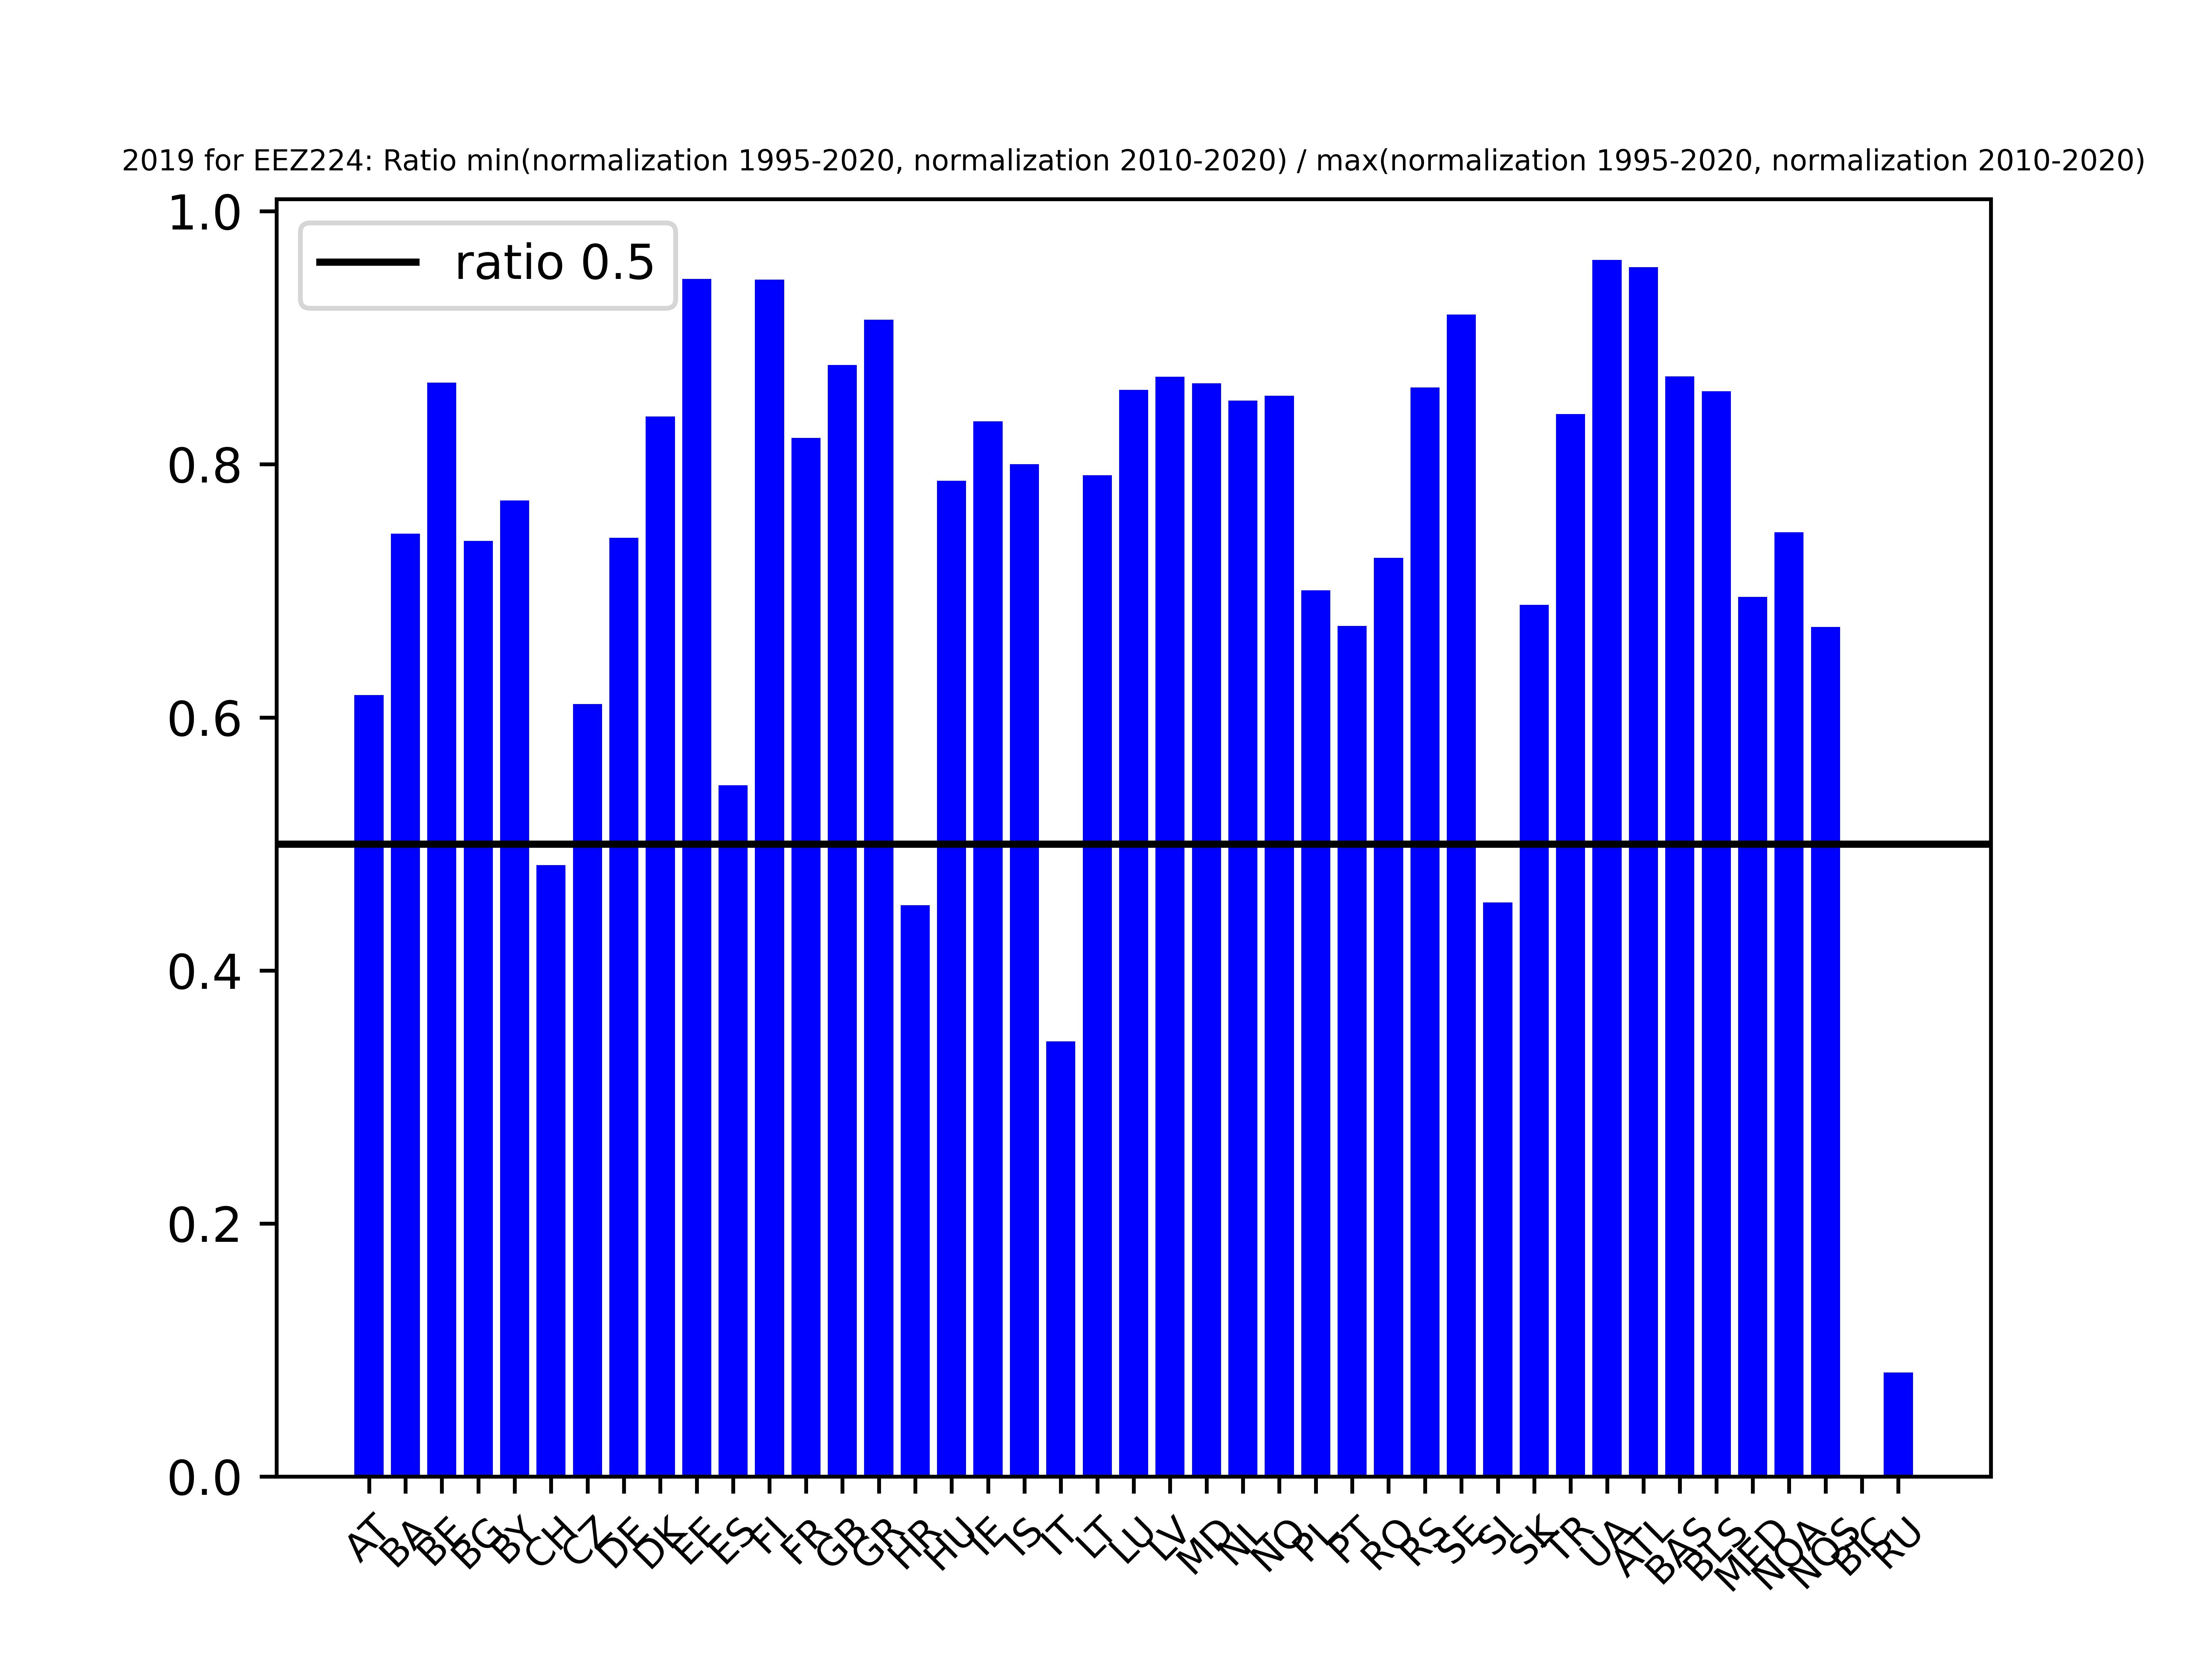 2019 for EEZ224: Ratio min(normalization 1995-2020, normalization 2010-2020) / max(normalization 1995-2020, normalization 2010-2020)
1.0
ratio 0.5
0.8
0.6
0.4
0.2
0.0
AT BA BE BG BY CH CZ DE DK EE ES FI FR GB GR HR HU IE IS IT LT LU LV MD NL NO PL PT RO RS SE SI SK TR UA ATL BAS BLS MED NOA NOS BIC RU